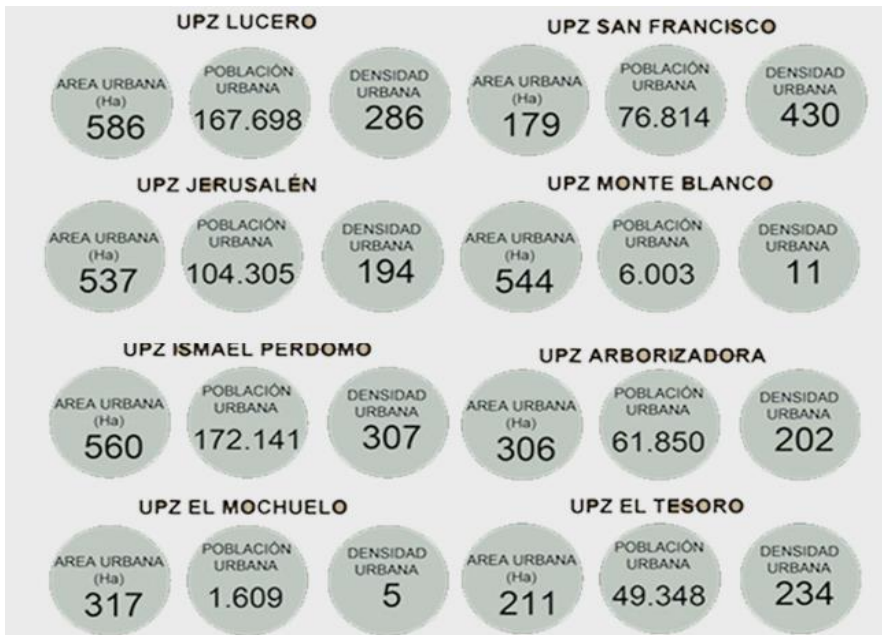 UPZ LUCERO
AREA URBANA
(Ha)
586
POBLACIÓN
URBANA
167.698
DENSIDAD
URBANA
286
UPZ SAN FRANCISCO
AREA URBANA
(Ha)
179
POBLACIÓN
URBANA
76.814
DENSIDAD
URBANA
430
UPZ JERUSALÉN
AREA URBANA
(Ha)
537
POBLACIÓN
URBANA
104.305
DENSIDAD
URBANA
194
UPZ MONTE BLANCO
AREA URBANA
(Ha)
544
POBLACIÓN
URBANA
6.003
DENSIDAD
URBANA
11
UPZ ISMAEL PERDOMO
AREA URBANA
(Ha)
560
POBLACIÓN
URBANA
172.141
DENSIDAD
URBANA
307
UPZ ARBORIZADORA
AREA URBANA
(Ha)
306
POBLACIÓN
URBANA
61.850
DENSIDAD
URBANA
202
UPZ EL MOCHUELO
AREA URBANA
(Ha)
317
POBLACIÓN
URBANA
1.609
DENSIDAD
URBANA
5
UPZ EL TESORO
AREA URBANA
(Ha)
211
POBLACIÓN
URBANA
49.348
DENSIDAD
URBANA
234